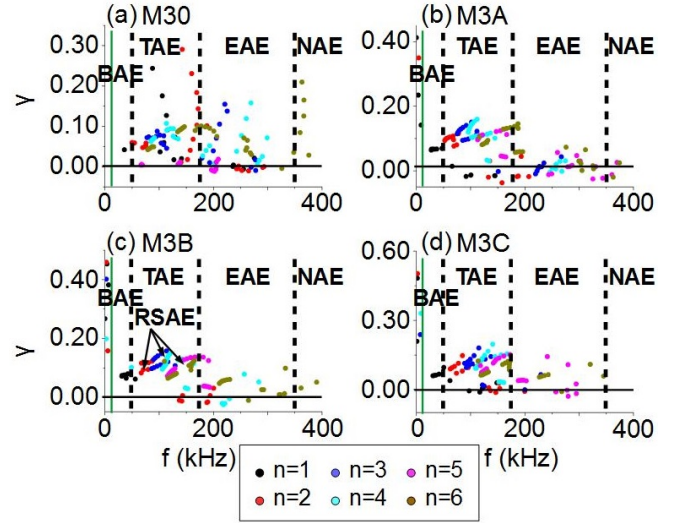 (a) M30
(b) M3A
0.30
0.20
0.10
0.00
γ
BAE
TAE
EAE
NAE
0
200
400
0.40
0.20
0.00
BAE
TAE
EAE
NAE
0
200
400
(c) M3B
(d) M3C
0.40
0.20
0.00
γ
BAE
TAE
EAE
NAE
RSAE
0
200
400
f (kHz)
0.60
0.30
0.00
BAE
TAE
EAE
NAE
0
200
400
f (kHz)
n=1
n=3
n=5
n=2
n=4
n=6